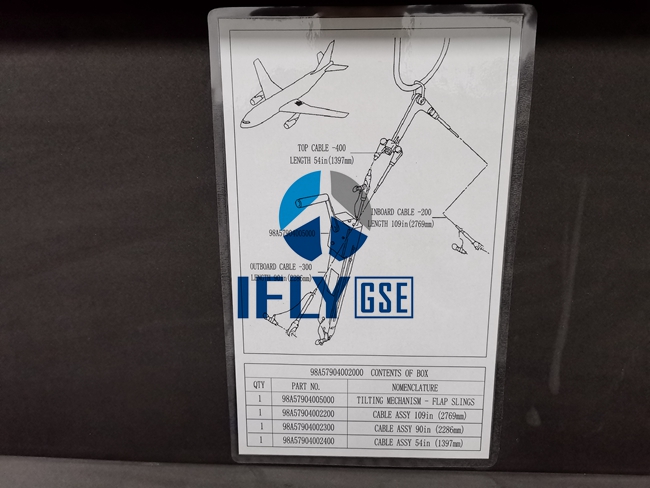 TOP CABLE -400
LENGTH 54in(1397mm)
INBOARD CABLE -200
LENGTH 109in(2769mm)
OUTBOARD CABLE -300
IFLY GSE
98A57904002000 CONTENTS OF BOX
QTY PART NO. NOMENCLATURE
1 98A57904005000 TILTING MECHANISM - FLAP SLINGS
1 98A57904002200 CABLE ASSY 109in (2769mm)
1 98A57904002300 CABLE ASSY 90in (2286mm)
1 98A57904002400 CABLE ASSY 54in (1397mm)